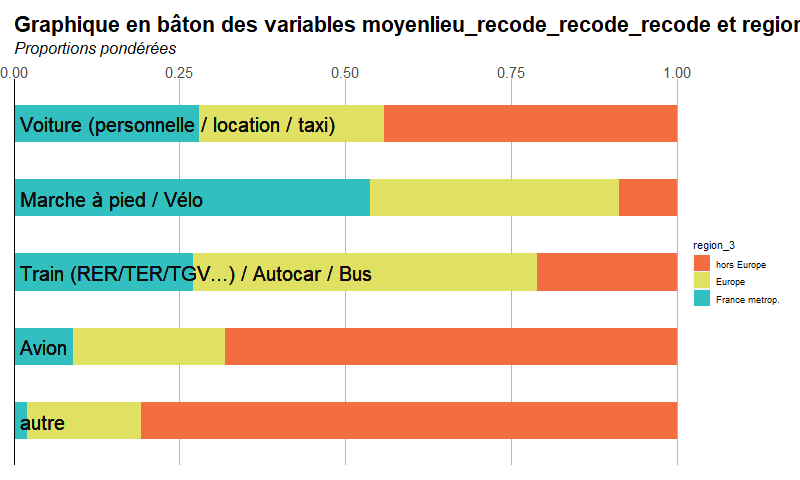 Graphique en bâton des variables moyenlieu_recode_recode_recode et region
Proportions pondérées
0.00 0.25 0.50 0.75 1.00
Voiture (personnelle / location / taxi)
Marche à pied / Vélo
Train (RER/TER/TGV...) / Autocar / Bus
Avion
autre
region_3
hors Europe
Europe
France metrop.